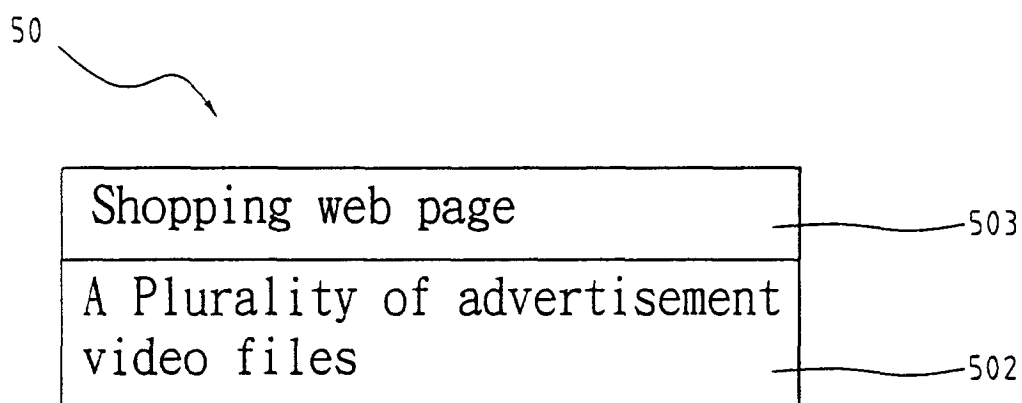 50
Shopping web page
503
A Plurality of advertisement
video files
502